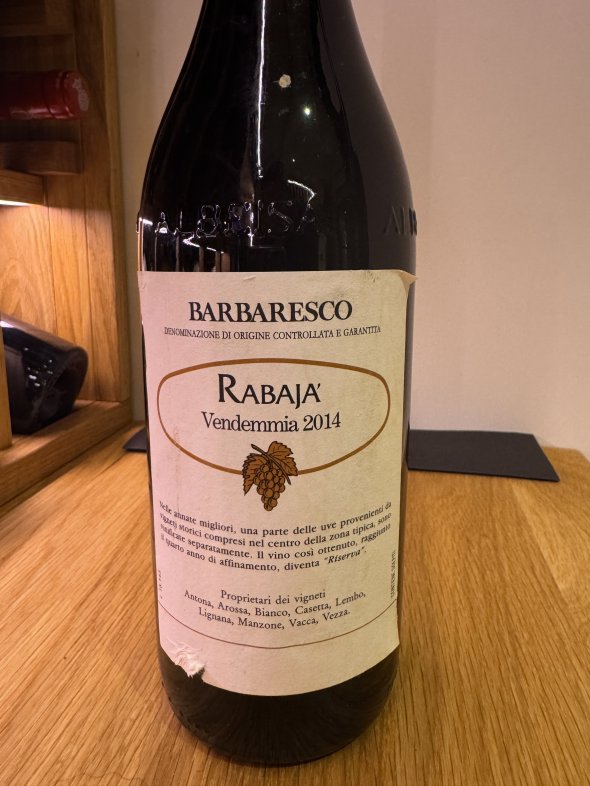 ALBEISA
BARBARESCO
DENOMINAZIONE DI ORIGINE CONTROLLATA E GARANTITA
RABAJA'
Vendemmia 2014
Nelle annate migliori, una parte delle uve provenienti da
vigneti storici compresi nel centro della zona tipica, sono
vinificate separatamente. Il vino così ottenuto, raggiunto
il quarto anno di affinamento, diventa "Riserva".
Proprietari dei vigneti
Antona, Arossa, Bianco, Casetta, Lembo,
Lignana, Manzone, Vacca, Vezza.